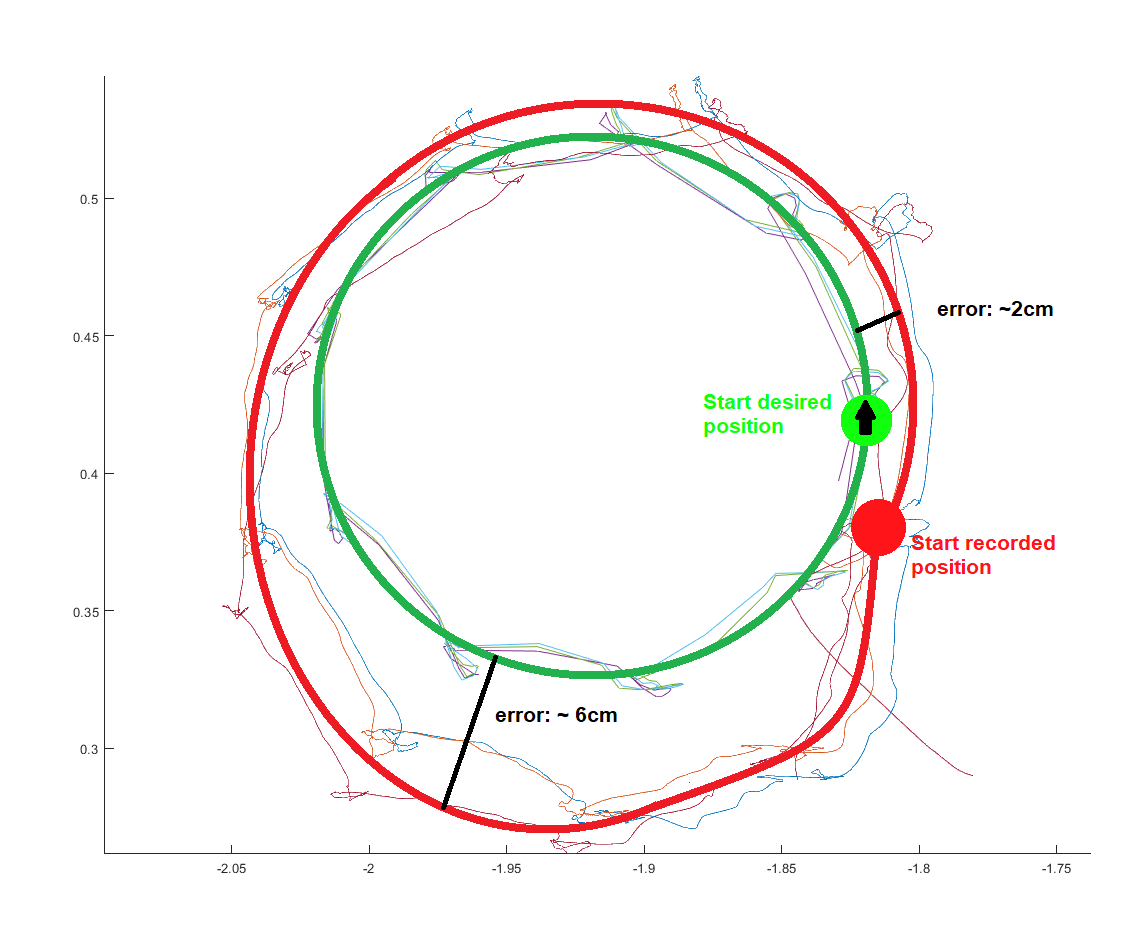 0.5
error: ~2cm
0.45
Start desired
position
0.4
Start recorded
position
0.35
error: ~ 6cm
0.3
-2.05
-2
-1.95
-1.9
-1.85
-1.8
-1.75